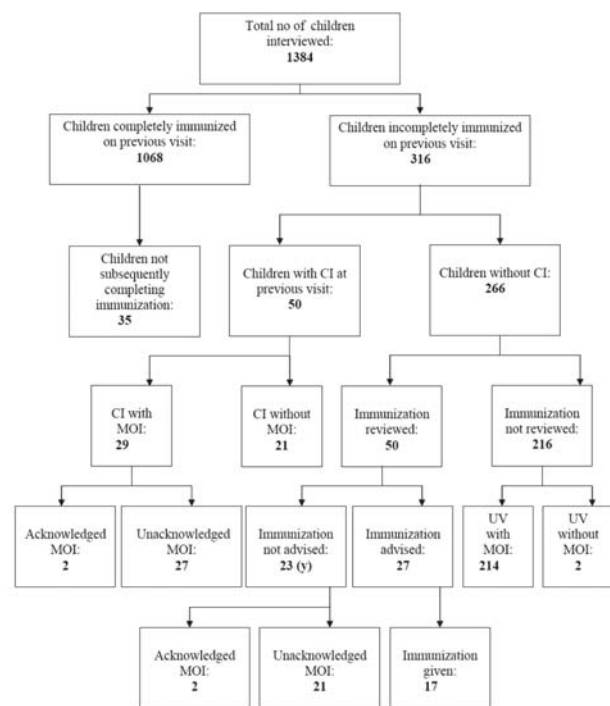 Total no of children
interviewed:
1384
Children completely immunized
on previous visit:
1068
Children incompletely immunized
on previous visit:
316
Children not
subsequently
completing
immunization:
35
Children with CI at
previous visit:
50
Children without CI:
266
CI with
MOI:
29
CI without
MOI:
21
Immunization
reviewed:
50
Immunization
not reviewed:
216
Acknowledged
MOI:
2
Unacknowledged
MOI:
27
Immunization
not advised:
23 (y)
Immunization
advised:
27
UV
with
MOI:
214
UV
without
MOI:
2
Acknowledged
MOI:
2
Unacknowledged
MOI:
21
Immunization
given:
17